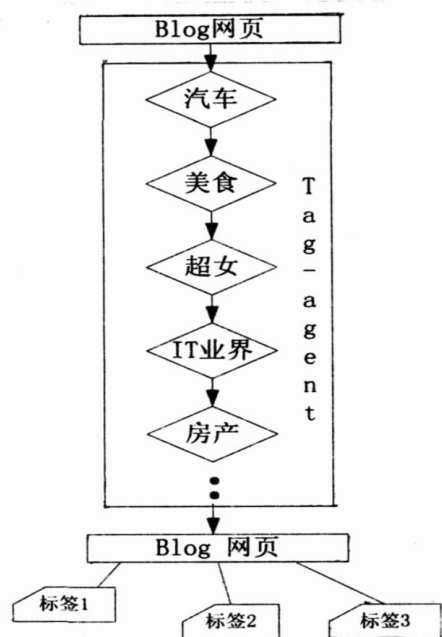 Blog网页
汽车
美食
超女
IT业界
房产
Tag-agent
Blog 网页
标签1
标签2
标签3